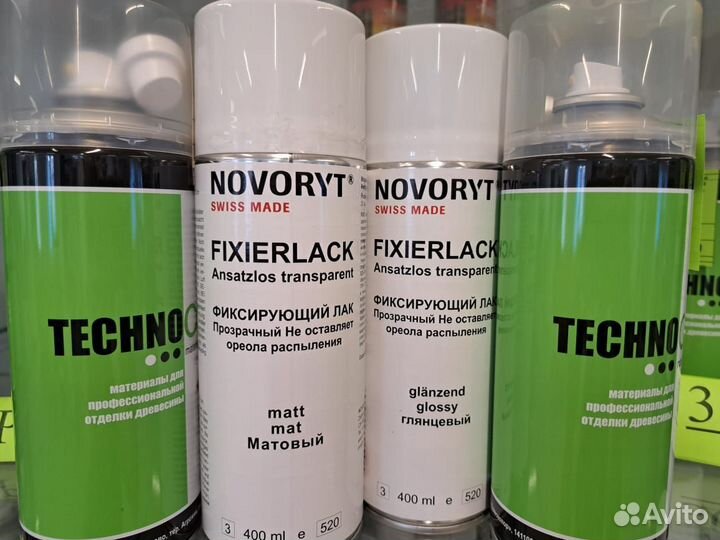 TECHNO
материалы для
профессиональной
отделки древесины
NOVORYT®
SWISS MADE
FIXIERLACK
Ansatzlos transparent
ФИКСИРУЮЩИЙ ЛАК
Прозрачный Не оставляет
ореола распыления
matt
mat
Матовый
3 400 ml e 520
NOVORYT
SWISS MADE
FIXIERLACK
Ansatzlos transparent
ФИКСИРУЮЩИЙ ЛАК
Прозрачный Не оставляет
ореола распыления
glänzend
glossy
глянцевый
3 400 ml e 520
TECHNO
материалы для
профессиональной
отделки древесины
3
Avito